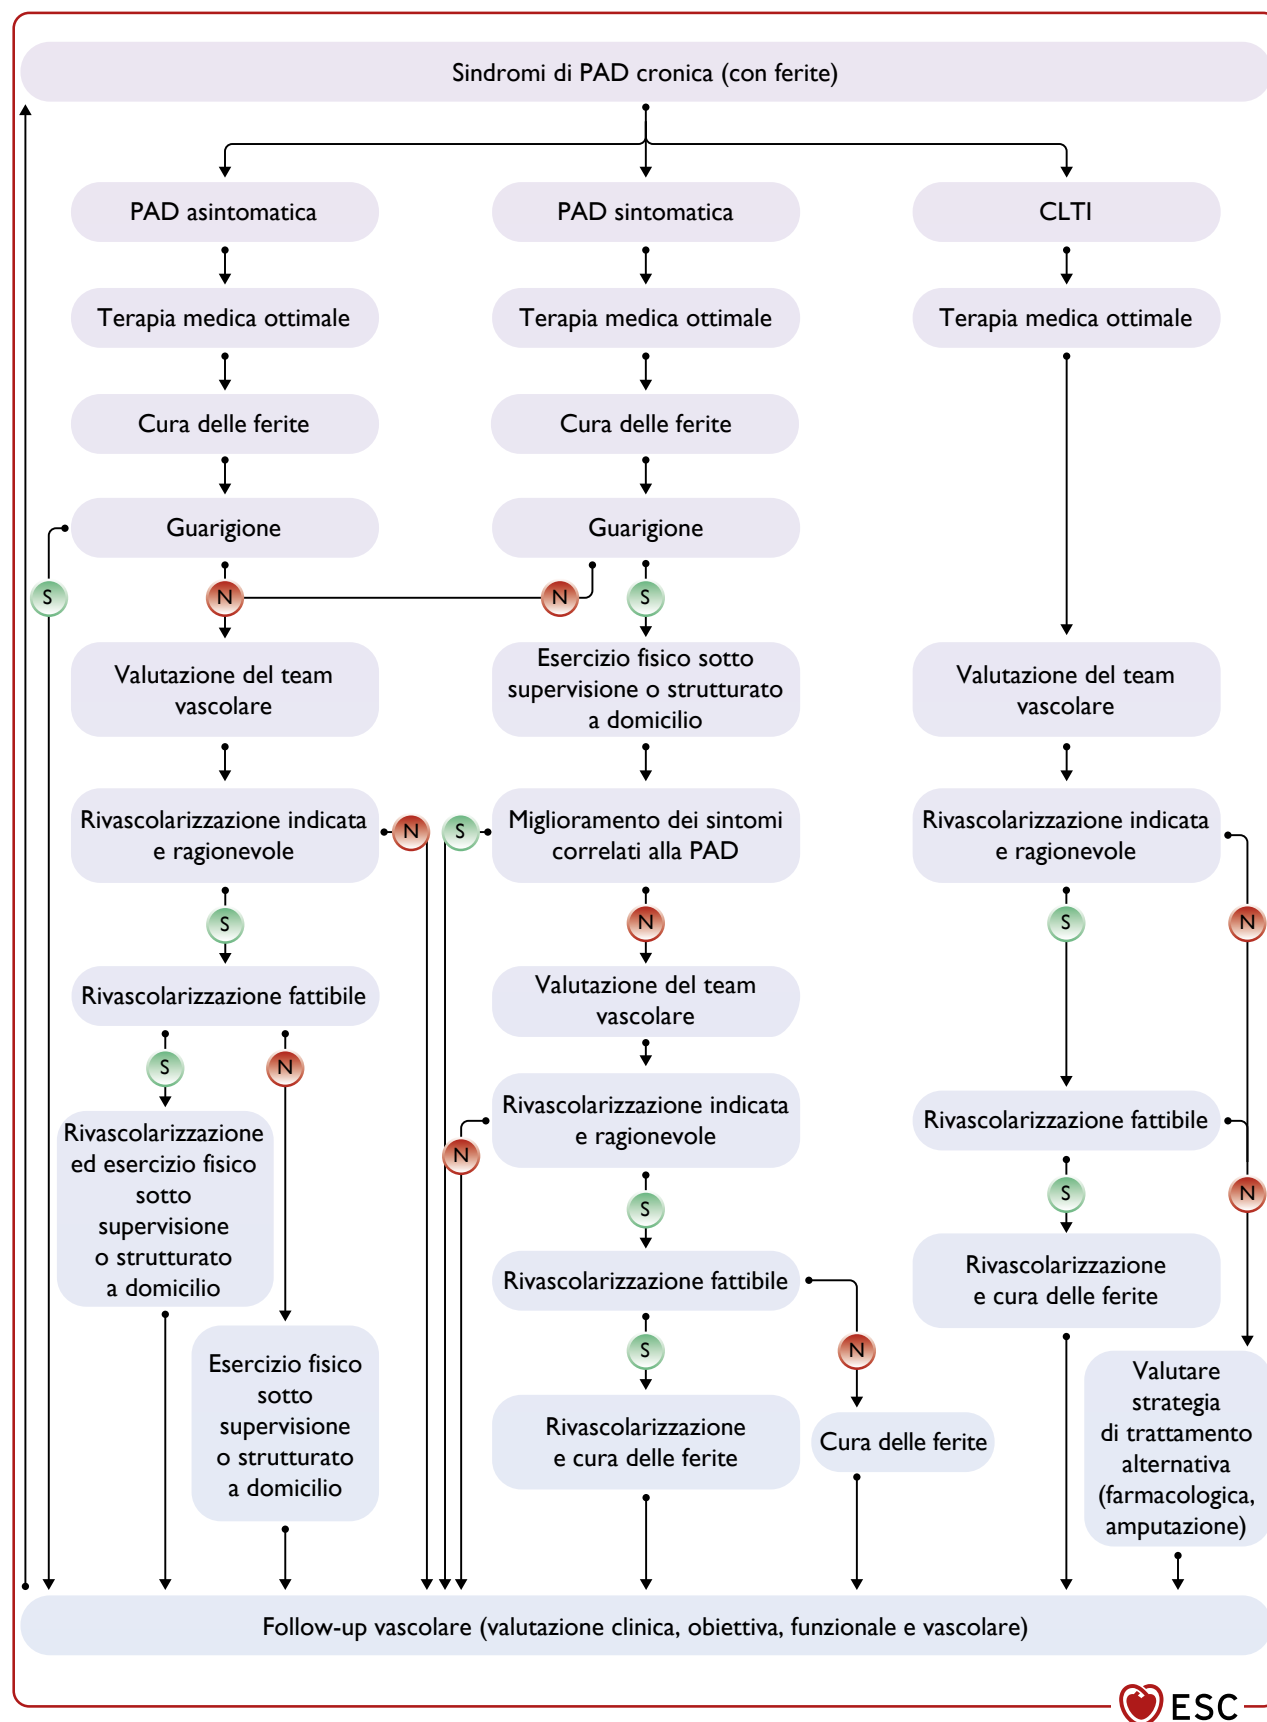 Sindromi di PAD cronica (con ferite)
PAD asintomatica
PAD sintomatica
CLTI
Terapia medica ottimale
Terapia medica ottimale
Terapia medica ottimale
Cura delle ferite
Cura delle ferite
Guarigione
Guarigione
S
N
N
S
Valutazione del team
vascolare
Esercizio fisico sotto
supervisione o strutturato
a domicilio
Valutazione del team
vascolare
Rivascolarizzazione indicata
e ragionevole
N
S
Miglioramento dei sintomi
correlati alla PAD
Rivascolarizzazione indicata
e ragionevole
S
N
S
N
Rivascolarizzazione fattibile
Valutazione del team
vascolare
S
N
Rivascolarizzazione
ed esercizio fisico
sotto
supervisione
o strutturato
a domicilio
Rivascolarizzazione indicata
e ragionevole
N
Rivascolarizzazione fattibile
S
S
N
Rivascolarizzazione fattibile
Rivascolarizzazione
e cura delle ferite
Esercizio fisico
sotto
supervisione
o strutturato
a domicilio
S
N
Valutare
strategia
di trattamento
alternativa
(farmacologica,
amputazione)
Rivascolarizzazione
e cura delle ferite
Cura delle ferite
Follow-up vascolare (valutazione clinica, obiettiva, funzionale e vascolare)
ESC